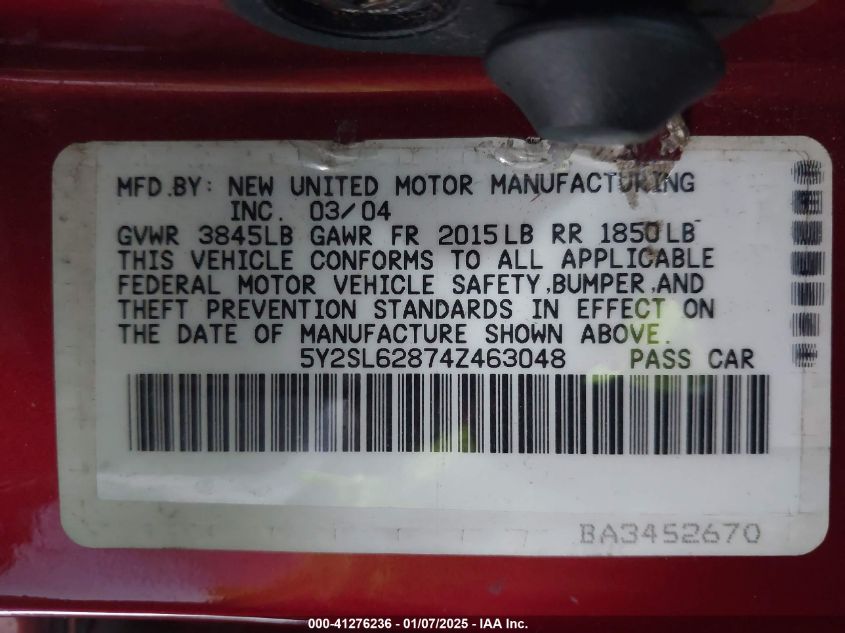 MFD.BY: NEW UNITED MOTOR MANUFACTURING
INC. 03/04
GVWR 3845LB GAWR FR 2015LB RR 1850LB
THIS VEHICLE CONFORMS TO ALL APPLICABLE
FEDERAL MOTOR VEHICLE SAFETY,BUMPER,AND
THEFT PREVENTION STANDARDS IN EFFECT ON
THE DATE OF MANUFACTURE SHOWN ABOVE.
5Y2SL62874Z463048 PASS CAR
BA3452670
000-41276236 - 01/07/2025 - IAA Inc.